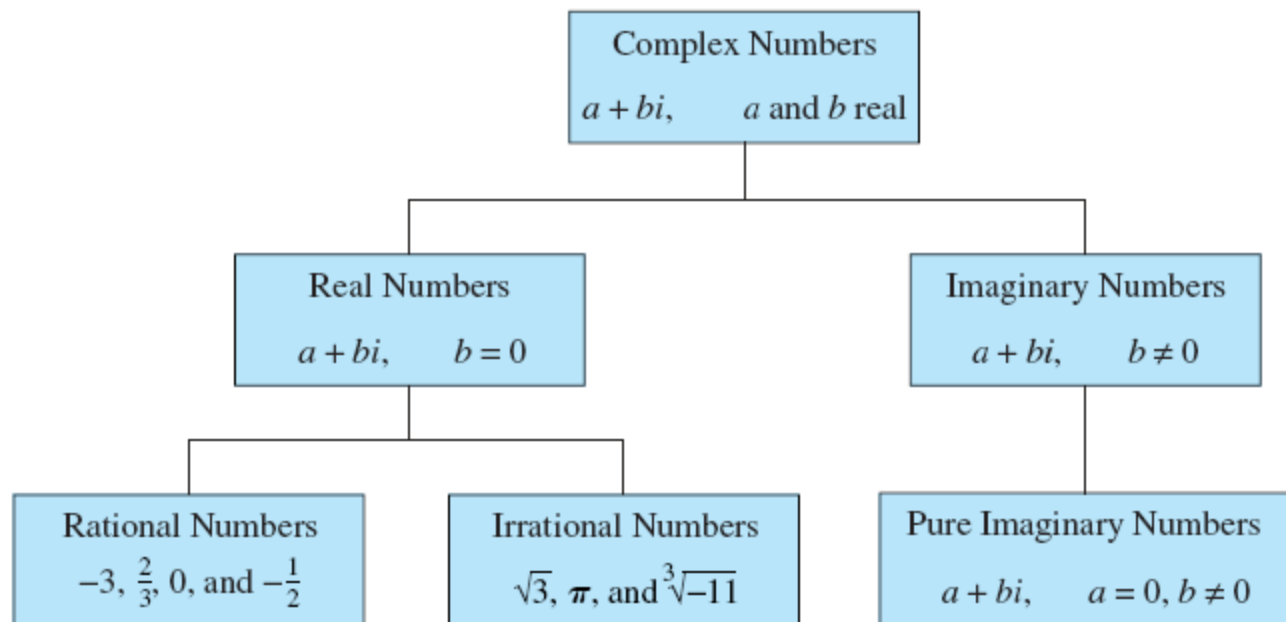 Complex Numbers
a + bi, a and b real
Real Numbers
a + bi, b = 0
Imaginary Numbers
a + bi, b ≠ 0
Rational Numbers
−3, 2/3, 0, and −1/2
Irrational Numbers
√3, π, and ∛−11
Pure Imaginary Numbers
a + bi, a = 0, b ≠ 0